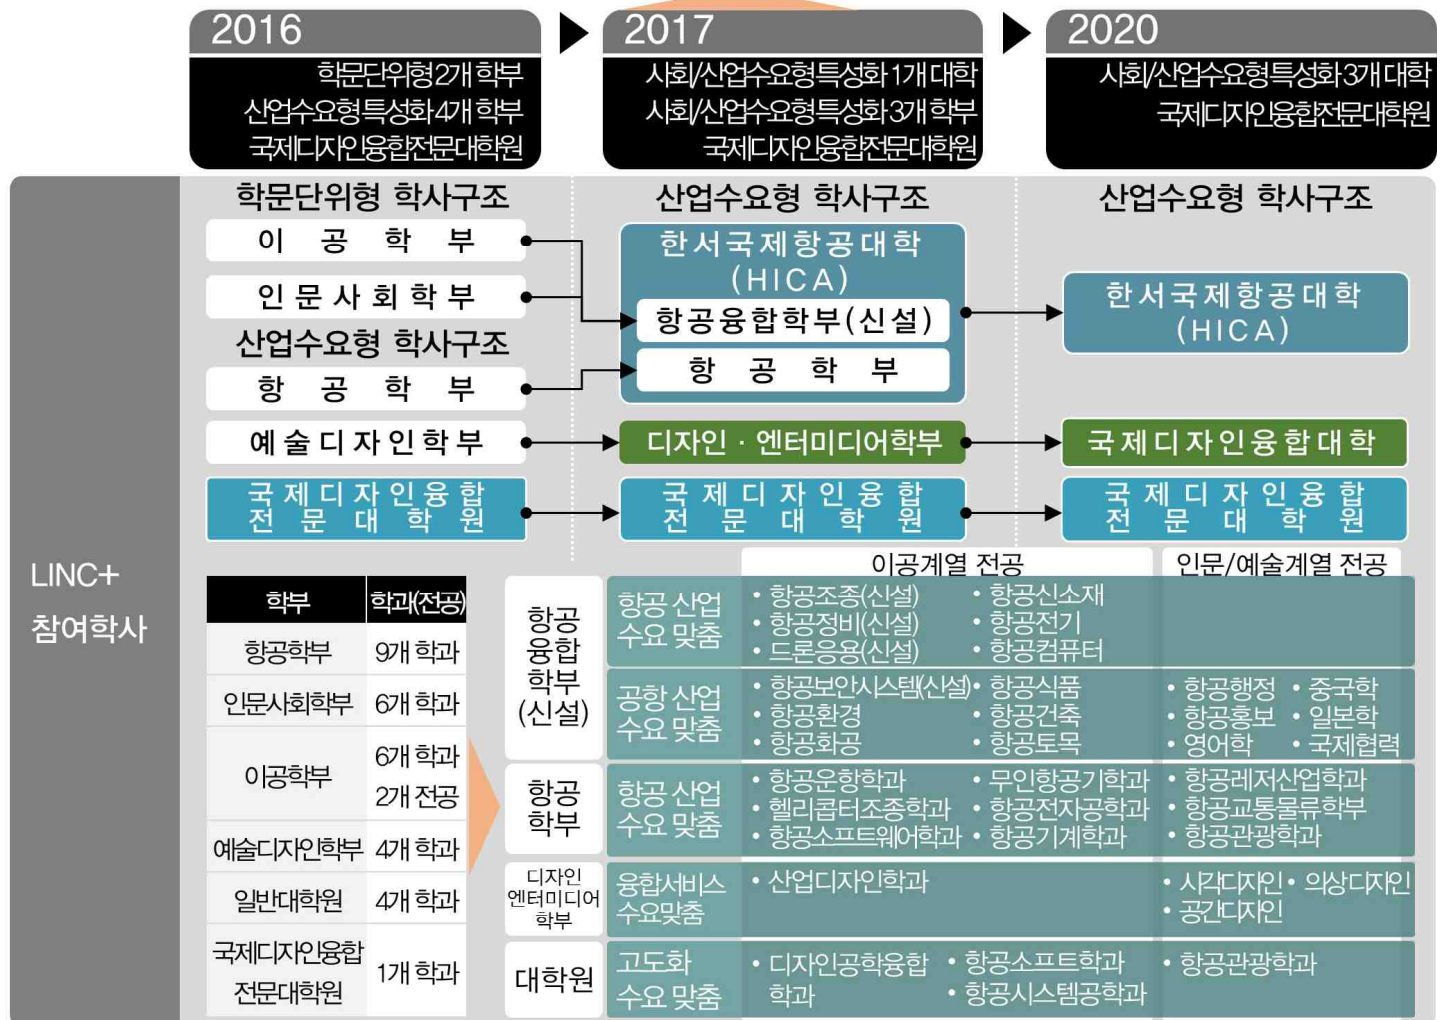 2016
학문단위형 2개 학부
산업수요형 특성화 4개 학부
국제디자인융합전문대학원
2017
사회/산업수요형특성화 1개 대학
사회/산업수요형특성화 3개 학부
국제디자인융합전문대학원
2020
사회/산업수요형특성화 3개 대학
국제디자인융합전문대학원
LINC+
참여학사
학문단위형 학사구조
이 공 학 부
인문사회학부
산업수요형 학사구조
항 공 학 부
예술디자인학부
국제디자인융합
전문대학원
산업수요형 학사구조
한서국제항공대학
(HICA)
항공융합학부(신설)
항 공 학 부
디자인 · 엔터미디어학부
국제디자인융합
전문대학원
산업수요형 학사구조
한서국제항공대학
(HICA)
국제디자인융합대학
국제디자인융합
전문대학원
학부 학과(전공)
항공학부 9개 학과
인문사회학부 6개 학과
이공학부 6개 학과
2개 전공
예술디자인학부 4개 학과
일반대학원 4개 학과
국제디자인융합
전문대학원 1개 학과
이공계열 전공 인문/예술계열 전공
항공
융합
학부
(신설)
항공 산업
수요 맞춤
• 항공조종(신설) • 항공신소재
• 항공정비(신설) • 항공전기
• 드론응용(신설) • 항공컴퓨터
공항 산업
수요 맞춤
• 항공보안시스템(신설) • 항공식품 • 항공행정 • 중국학
• 항공환경 • 항공건축 • 항공홍보 • 일본학
• 항공화공 • 항공토목 • 영어학 • 국제협력
항공
학부
항공 산업
수요 맞춤
• 항공운항학과 • 무인항공기학과 • 항공레저산업학과
• 헬리콥터조종학과 • 항공전자공학과 • 항공교통물류학부
• 항공소프트웨어학과 • 항공기계학과 • 항공관광학과
디자인
엔터미디어
학부
융합서비스
수요맞춤
• 산업디자인학과 • 시각디자인 • 의상디자인
• 공간디자인
대학원
고도화
수요 맞춤
• 디자인공학융합 • 항공소프트학과 • 항공관광학과
학과 • 항공시스템공학과